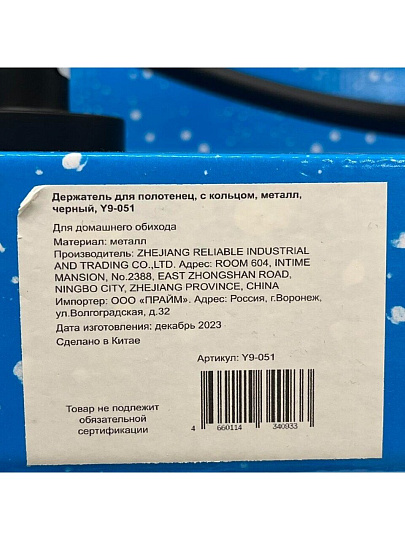 Держатель для полотенец, с кольцом, металл,
черный, Y9-051
Для домашнего обихода
Материал: металл
Производитель: ZHEJIANG RELIABLE INDUSTRIAL
AND TRADING CO.,LTD. Адрес: ROOM 604, INTIME
MANSION, No.2388, EAST ZHONGSHAN ROAD,
NINGBO CITY, ZHEJIANG PROVINCE, CHINA
Импортер: ООО «ПРАЙМ». Адрес: Россия, г.Воронеж,
ул.Волгоградская, д.32
Дата изготовления: декабрь 2023
Сделано в Китае
Артикул: Y9-051
Товар не подлежит
обязательной
сертификации
4 660114 340033